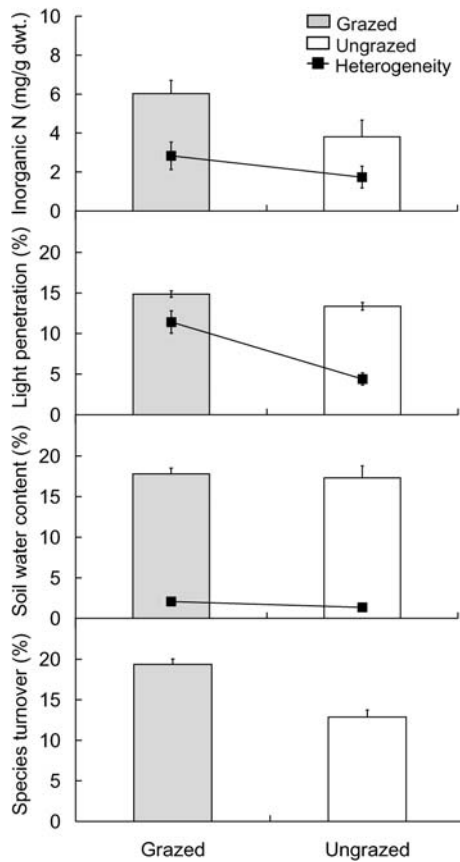 Inorganic N (mg/g dwt.)
10
8
6
4
2
0
Grazed
Ungrazed
Heterogeneity
Light penetration (%)
20
15
10
5
0
Soil water content (%)
20
15
10
5
0
Species turnover (%)
20
15
10
5
0
Grazed
Ungrazed